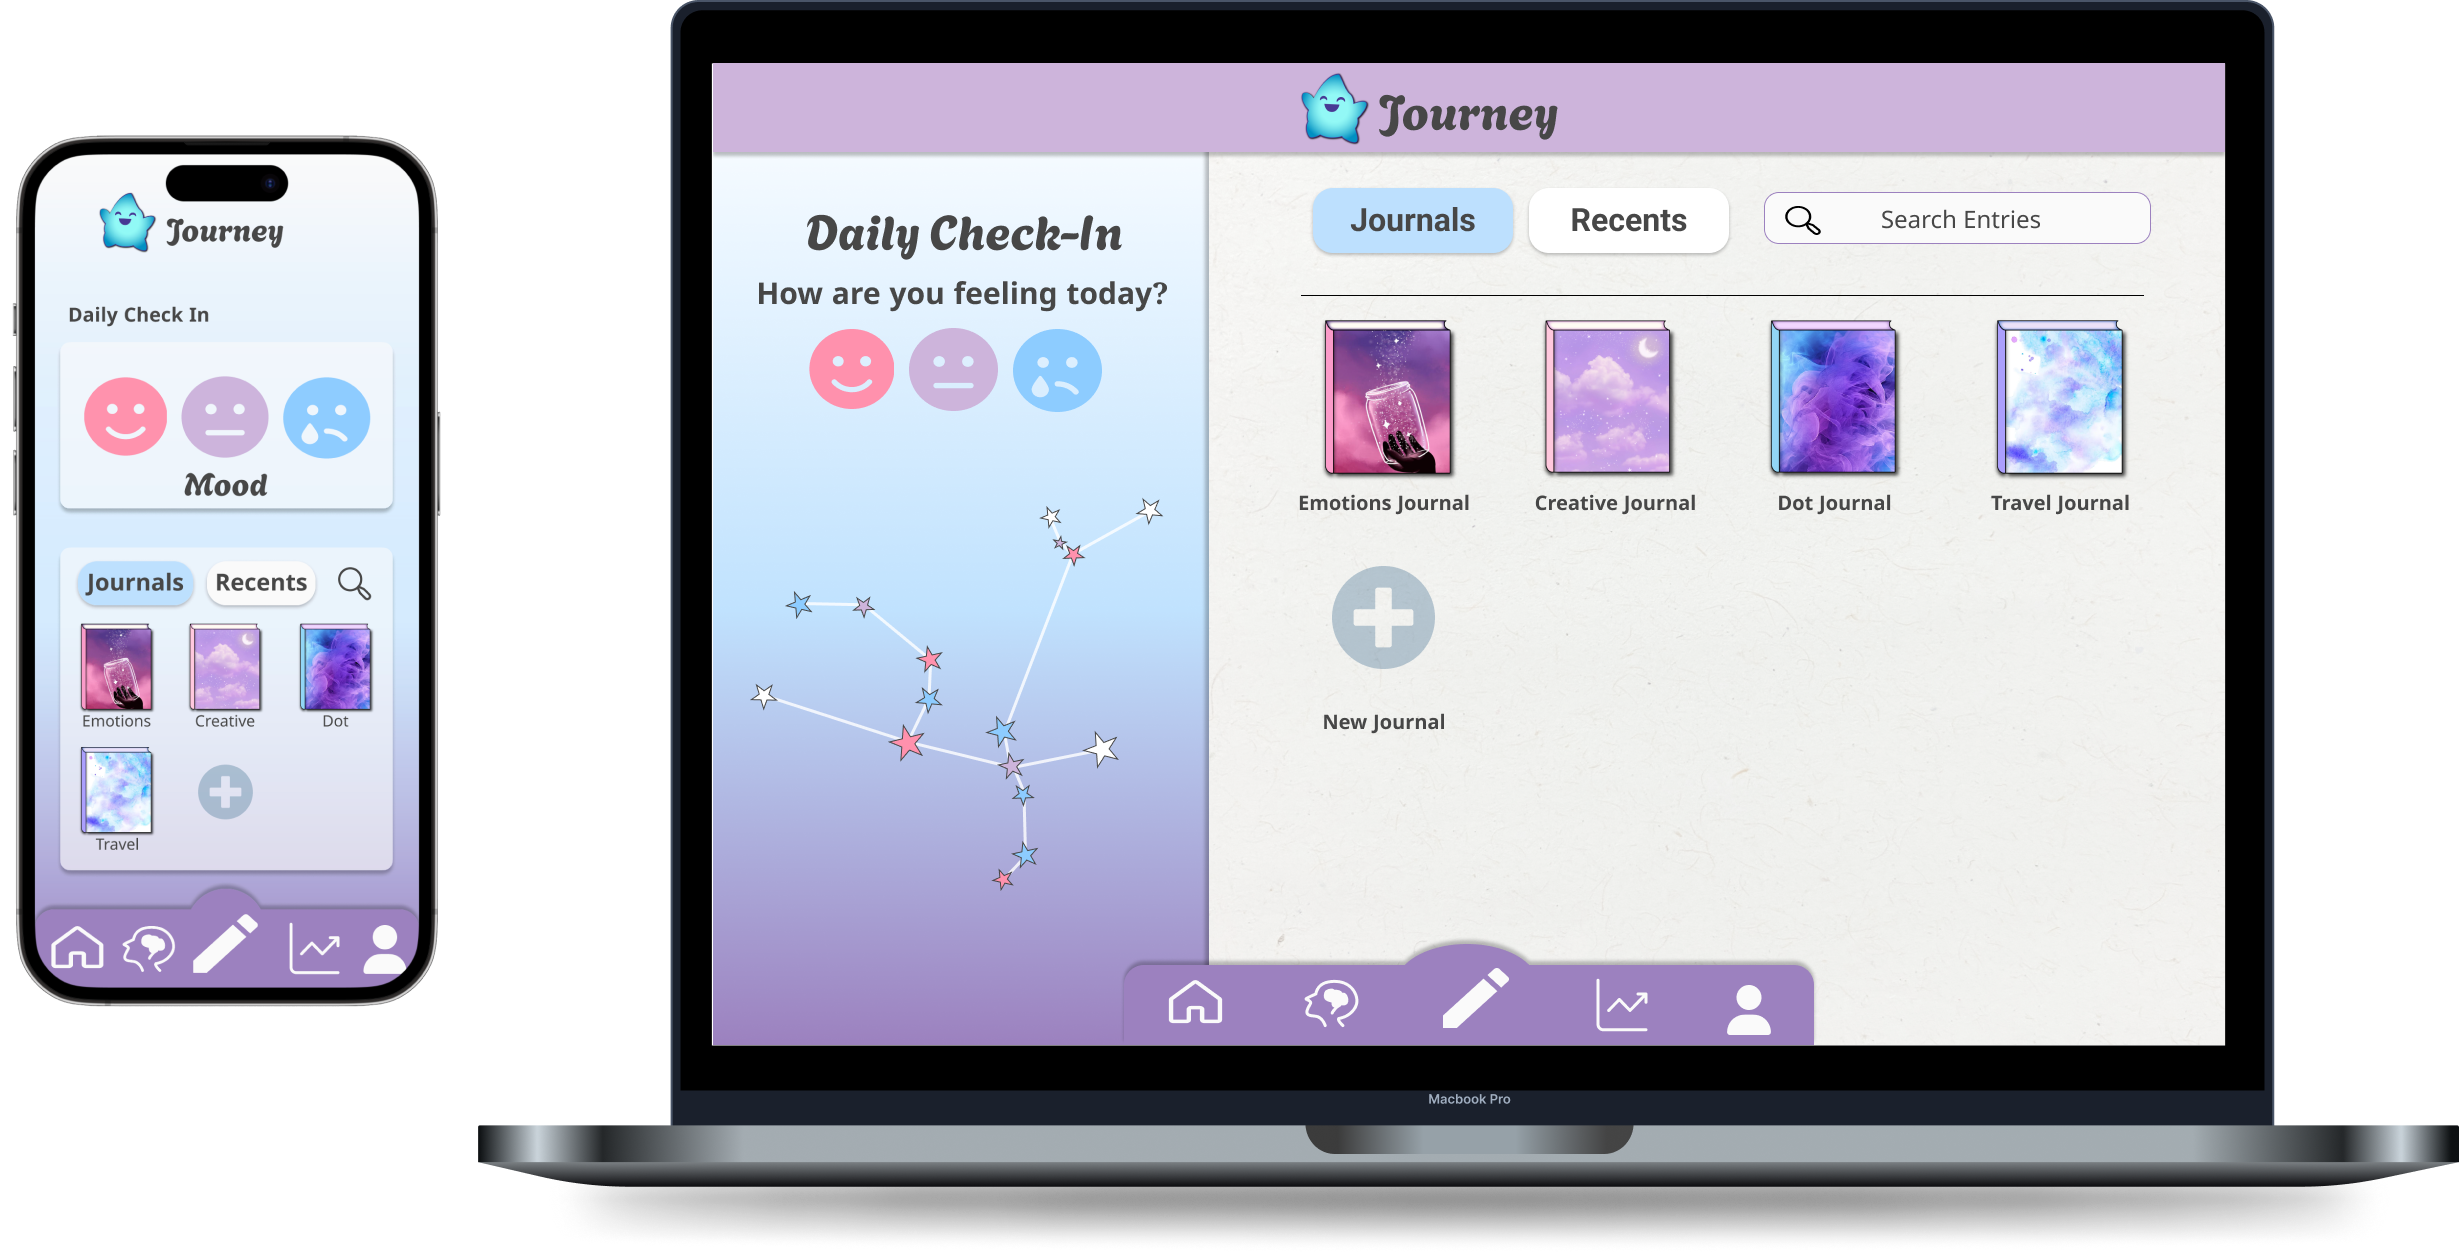 Journey
Daily Check In
Mood
Journals
Recents
Emotions
Creative
Dot
Travel
Journey
Daily Check-In
How are you feeling today?
Journals
Recents
Search Entries
Emotions Journal
Creative Journal
Dot Journal
Travel Journal
New Journal
Macbook Pro